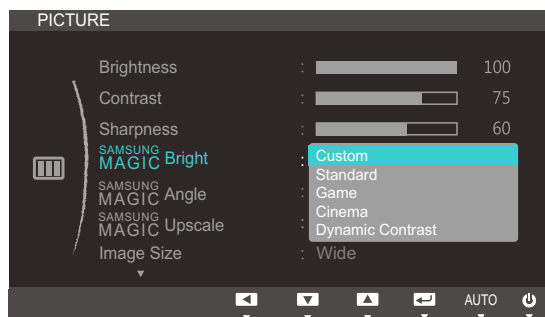 PICTURE
Brightness : 100
Contrast : 75
Sharpness : 60
SAMSUNG MAGIC Bright :
Custom
Standard
Game
Cinema
Dynamic Contrast
SAMSUNG MAGIC Angle :
SAMSUNG MAGIC Upscale :
Image Size : Wide
AUTO